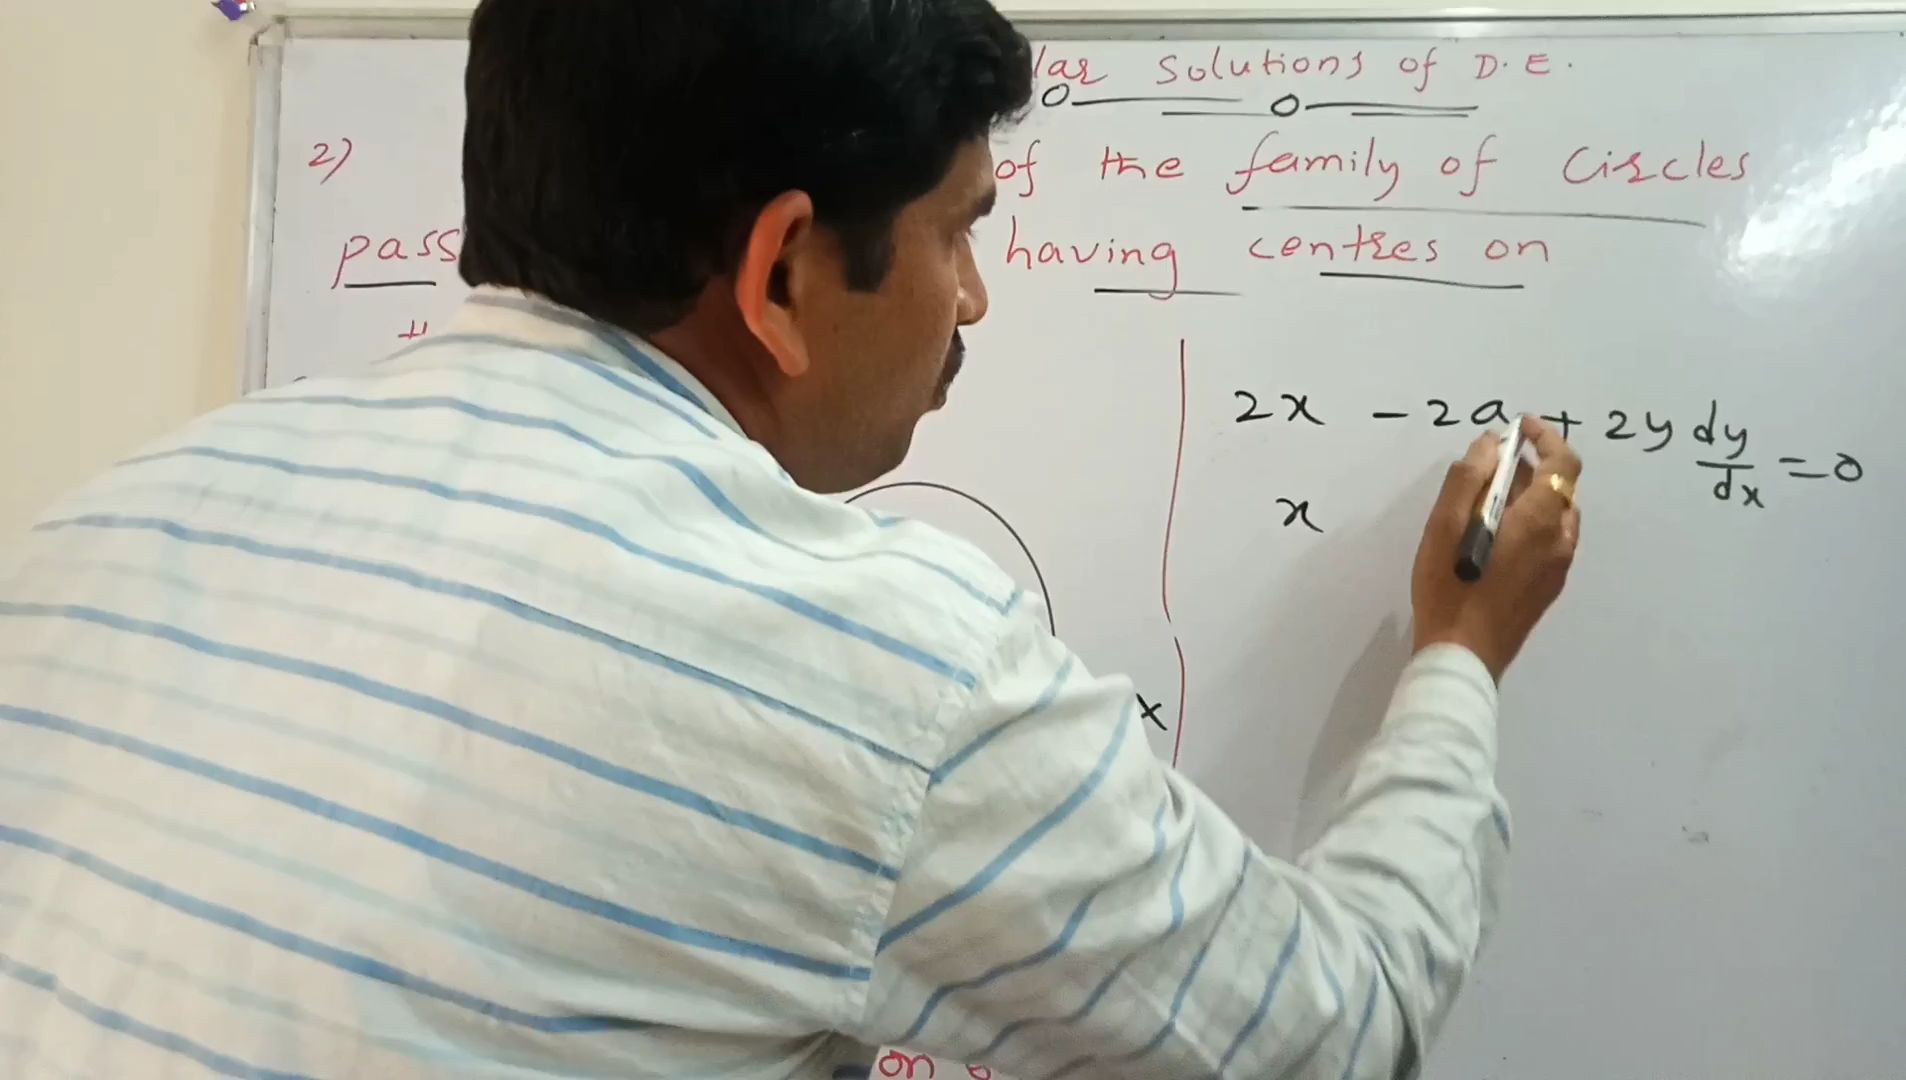 Solutions of D.E.
2) of the family of Circles
pass having centres on
2x - 2a + 2y dy/dx = 0
x
x
on